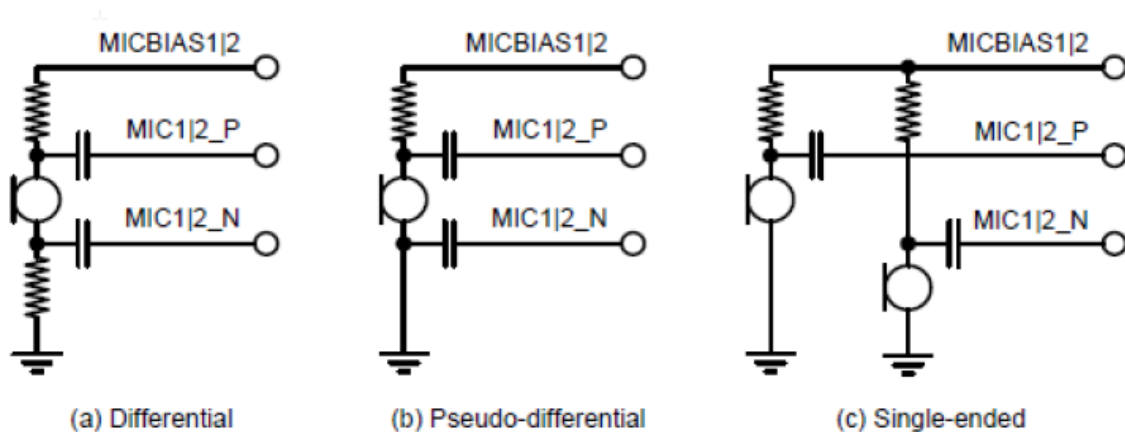 MICBIAS1|2
MIC1|2_P
MIC1|2_N
(a) Differential
MICBIAS1|2
MIC1|2_P
MIC1|2_N
(b) Pseudo-differential
MICBIAS1|2
MIC1|2_P
MIC1|2_N
(c) Single-ended